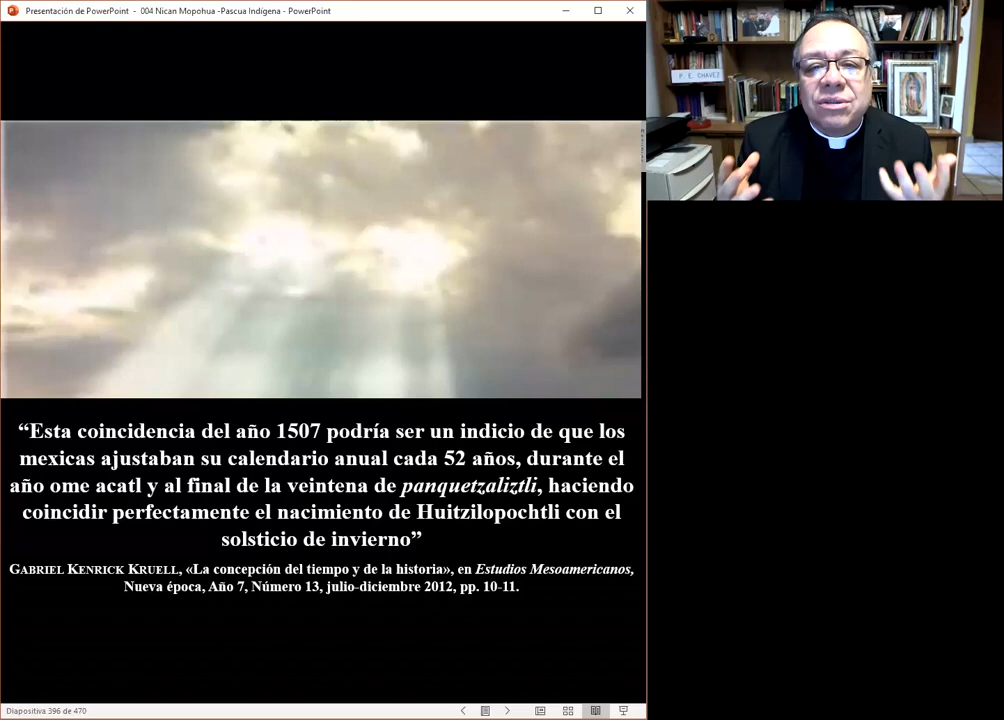 Presentación de PowerPoint - 004 Nican Mopohua -Pascua Indígena - PowerPoint
P. E. CHAVEZ
“Esta coincidencia del año 1507 podría ser un indicio de que los
mexicas ajustaban su calendario anual cada 52 años, durante el
año ome acatl y al final de la veintena de panquetzaliztli, haciendo
coincidir perfectamente el nacimiento de Huitzilopochtli con el
solsticio de invierno”
GABRIEL KENRICK KRUELL, «La concepción del tiempo y de la historia», en Estudios Mesoamericanos,
Nueva época, Año 7, Número 13, julio-diciembre 2012, pp. 10-11.
Diapositiva 396 de 470